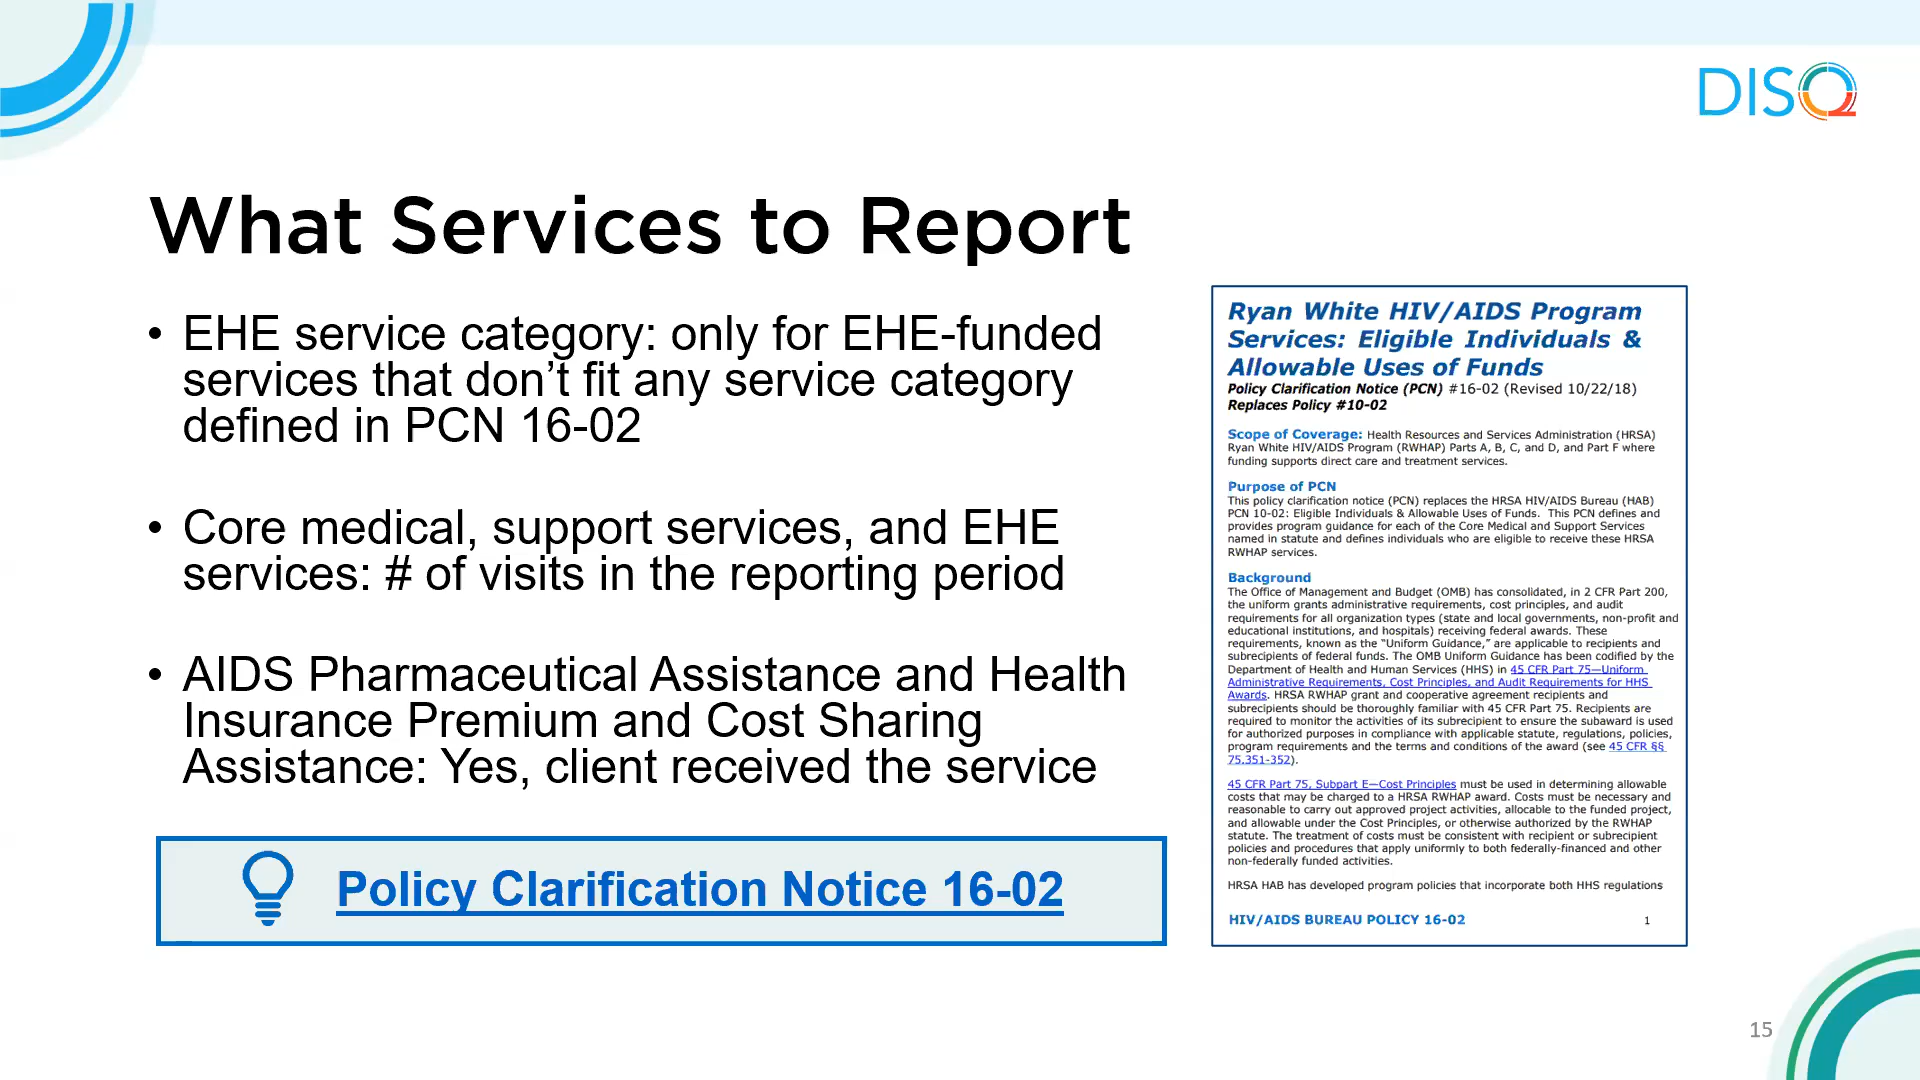 DISQ
What Services to Report
• EHE service category: only for EHE-funded
services that don’t fit any service category
defined in PCN 16-02
• Core medical, support services, and EHE
services: # of visits in the reporting period
• AIDS Pharmaceutical Assistance and Health
Insurance Premium and Cost Sharing
Assistance: Yes, client received the service
Policy Clarification Notice 16-02
Ryan White HIV/AIDS Program
Services: Eligible Individuals &
Allowable Uses of Funds
Policy Clarification Notice (PCN) #16-02 (Revised 10/22/18)
Replaces Policy #10-02
Scope of Coverage: Health Resources and Services Administration (HRSA)
Ryan White HIV/AIDS Program (RWHAP) Parts A, B, C, and D, and Part F where
funding supports direct care and treatment services.
Purpose of PCN
This policy clarification notice (PCN) replaces the HRSA HIV/AIDS Bureau (HAB)
PCN 10-02: Eligible Individuals & Allowable Uses of Funds. This PCN defines and
provides program guidance for each of the Core Medical and Support Services
named in statute and defines individuals who are eligible to receive these HRSA
RWHAP services.
Background
The Office of Management and Budget (OMB) has consolidated, in 2 CFR Part 200,
the uniform grants administrative requirements, cost principles, and audit
requirements for all organization types (state and local governments, non-profit and
educational institutions, and hospitals) receiving federal awards. These
requirements, known as the “Uniform Guidance,” are applicable to recipients and
subrecipients of federal funds. The OMB Uniform Guidance has been codified by the
Department of Health and Human Services (HHS) in 45 CFR Part 75—Uniform
Administrative Requirements, Cost Principles, and Audit Requirements for HHS
Awards. HRSA RWHAP grant and cooperative agreement recipients and
subrecipients should be thoroughly familiar with 45 CFR Part 75. Recipients are
required to monitor the activities of its subrecipient to ensure the subaward is used
for authorized purposes in compliance with applicable statute, regulations, policies,
program requirements and the terms and conditions of the award (see 45 CFR §§
75.351-352).
45 CFR Part 75, Subpart E—Cost Principles must be used in determining allowable
costs that may be charged to a HRSA RWHAP award. Costs must be necessary and
reasonable to carry out approved project activities, allocable to the funded project,
and allowable under the Cost Principles, or otherwise authorized by the RWHAP
statute. The treatment of costs must be consistent with recipient or subrecipient
policies and procedures that apply uniformly to both federally-financed and other
non-federally funded activities.
HRSA HAB has developed program policies that incorporate both HHS regulations
HIV/AIDS BUREAU POLICY 16-02 1
15